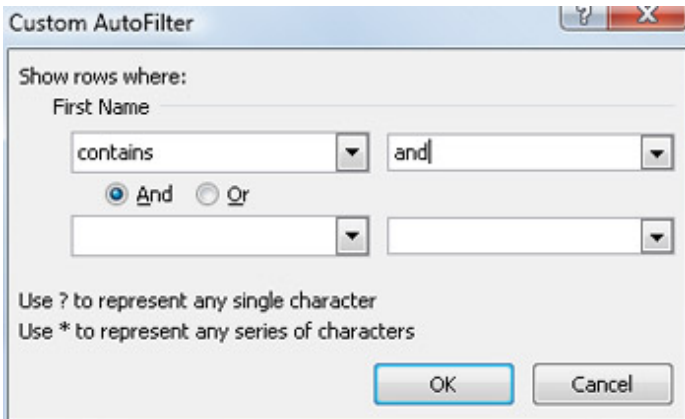 Custom AutoFilter ? X
Show rows where:
First Name
contains and
And Or
Use ? to represent any single character
Use * to represent any series of characters
OK Cancel